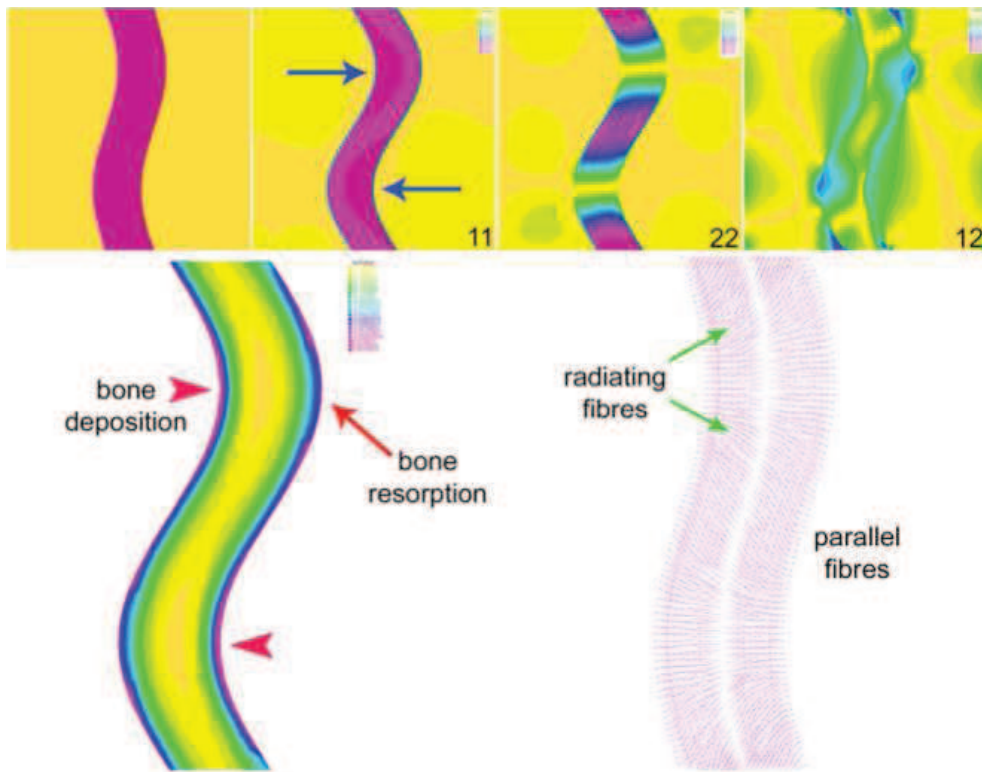 11
22
12
bone
deposition
bone
resorption
radiating
fibres
parallel
fibres